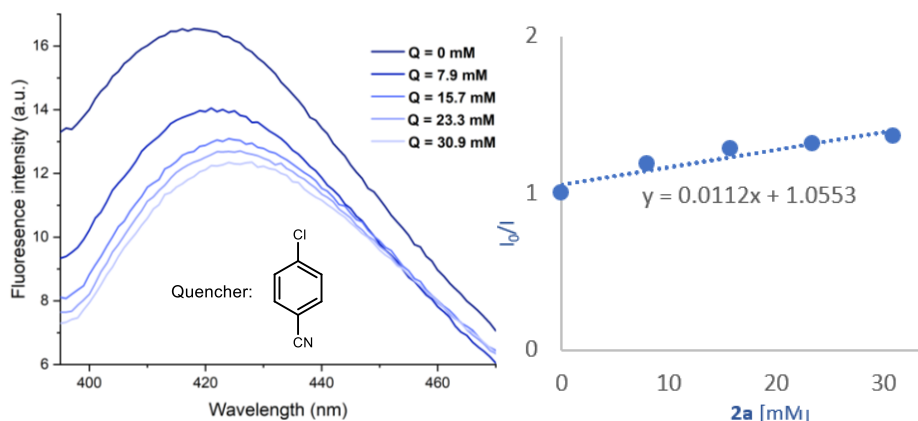 16
14
12
10
8
6
Fluorescence intensity (a.u.)
Q = 0 mM
Q = 7.9 mM
Q = 15.7 mM
Q = 23.3 mM
Q = 30.9 mM
Quencher:
Cl
CN
400
420
440
460
Wavelength (nm)
2
1
0
I₀/I
y = 0.0112x + 1.0553
0
10
20
30
2a [mM]